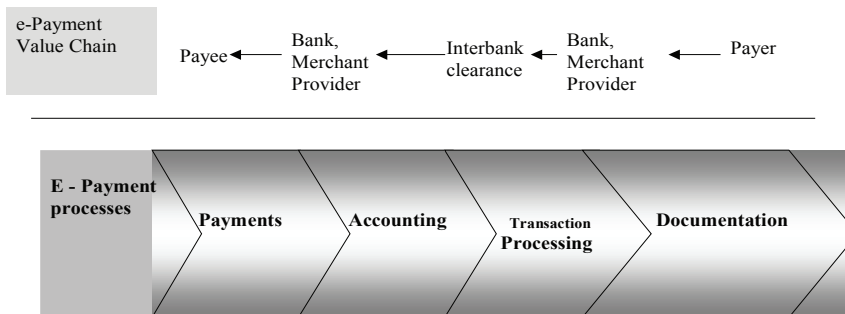 e-Payment
Value Chain
Payee
Bank,
Merchant
Provider
Interbank
clearance
Bank,
Merchant
Provider
Payer
E - Payment
processes
Payments
Accounting
Transaction
Processing
Documentation